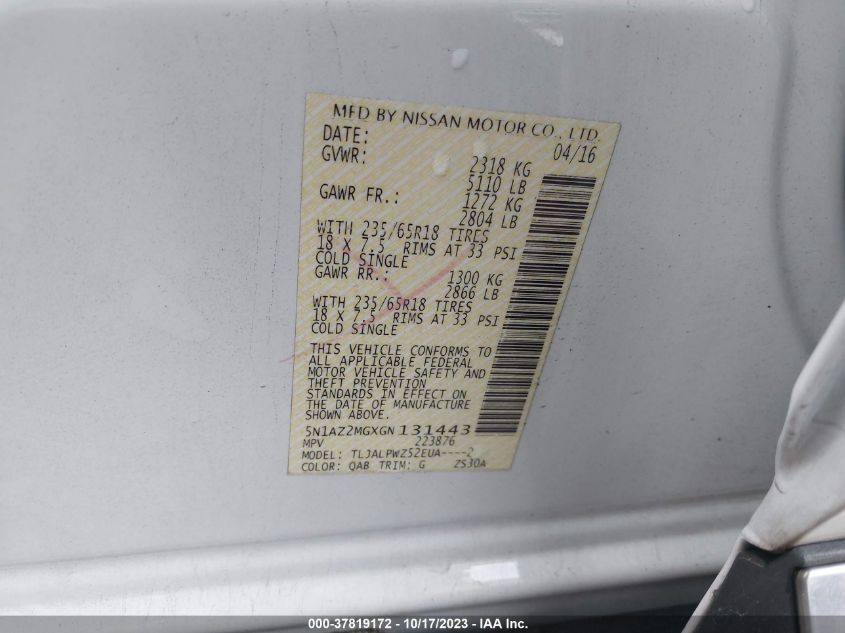 MFD BY NISSAN MOTOR CO., LTD.
DATE: 04/16
GVWR: 2318 KG
5110 LB
GAWR FR.: 1272 KG
2804 LB
WITH 235/65R18 TIRES
18 X 7.5 RIMS AT 33 PSI
COLD SINGLE
GAWR RR.: 1300 KG
2866 LB
WITH 235/65R18 TIRES
18 X 7.5 RIMS AT 33 PSI
COLD SINGLE
THIS VEHICLE CONFORMS TO
ALL APPLICABLE FEDERAL
MOTOR VEHICLE SAFETY AND
THEFT PREVENTION
STANDARDS IN EFFECT ON
THE DATE OF MANUFACTURE
SHOWN ABOVE.
5N1AZ2MGXGN131443
MPV 223876
MODEL: TLJALPWZ52EUA----2
COLOR: QAB TRIM: G ZS30A
000-37819172 - 10/17/2023 - IAA Inc.